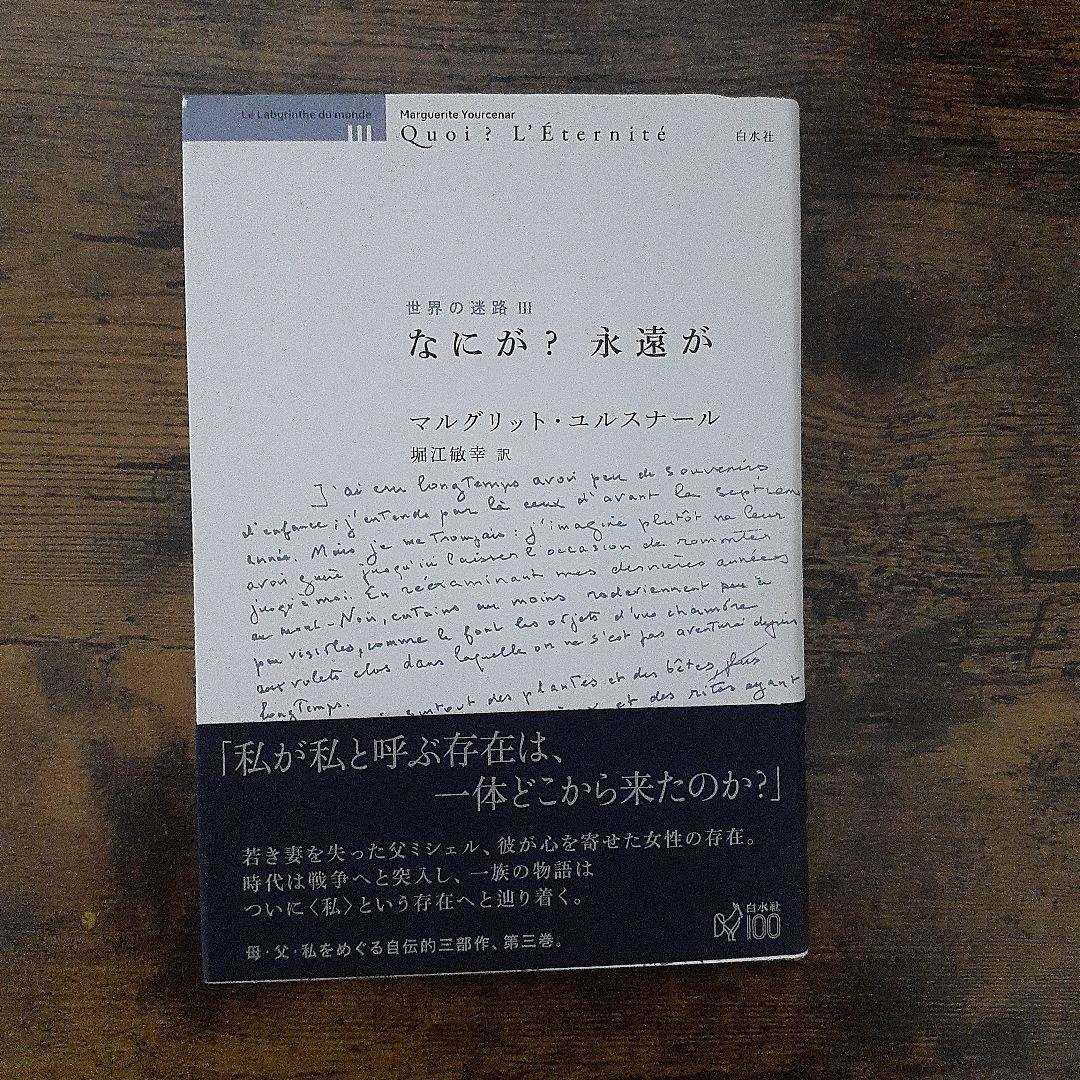 Le Labyrinthe du monde
III
Marguerite Yourcenar
Quoi ? L'Éternité
白水社
世界の迷路 III
なにが? 永遠が
マルグリット・ユルスナール
堀江敏幸 訳
J'ai cru longtemps avoir peu de souvenirs
d'enfance ; j'entends par là ceux d'avant la septième
année. Mais je me trompais : j'imagine plutôt ne leur
avoir guère jusqu'ici laissé l'occasion de remonter
jusqu'à moi. En réexaminant mes dernières années
au Mont-Noir, certains au moins redeviennent peu à
peu visibles, comme le font les objets d'une chambre
aux volets clos dans laquelle on ne s'est pas aventuré depuis
longtemps.
surtout des plantes et des bêtes,
et des rites ayant
「私が私と呼ぶ存在は、
一体どこから来たのか?」
若き妻を失った父ミシェル、彼が心を寄せた女性の存在。
時代は戦争へと突入し、一族の物語は
ついに〈私〉という存在へと辿り着く。
母・父・私をめぐる自伝的三部作、第三巻。
白水社
100